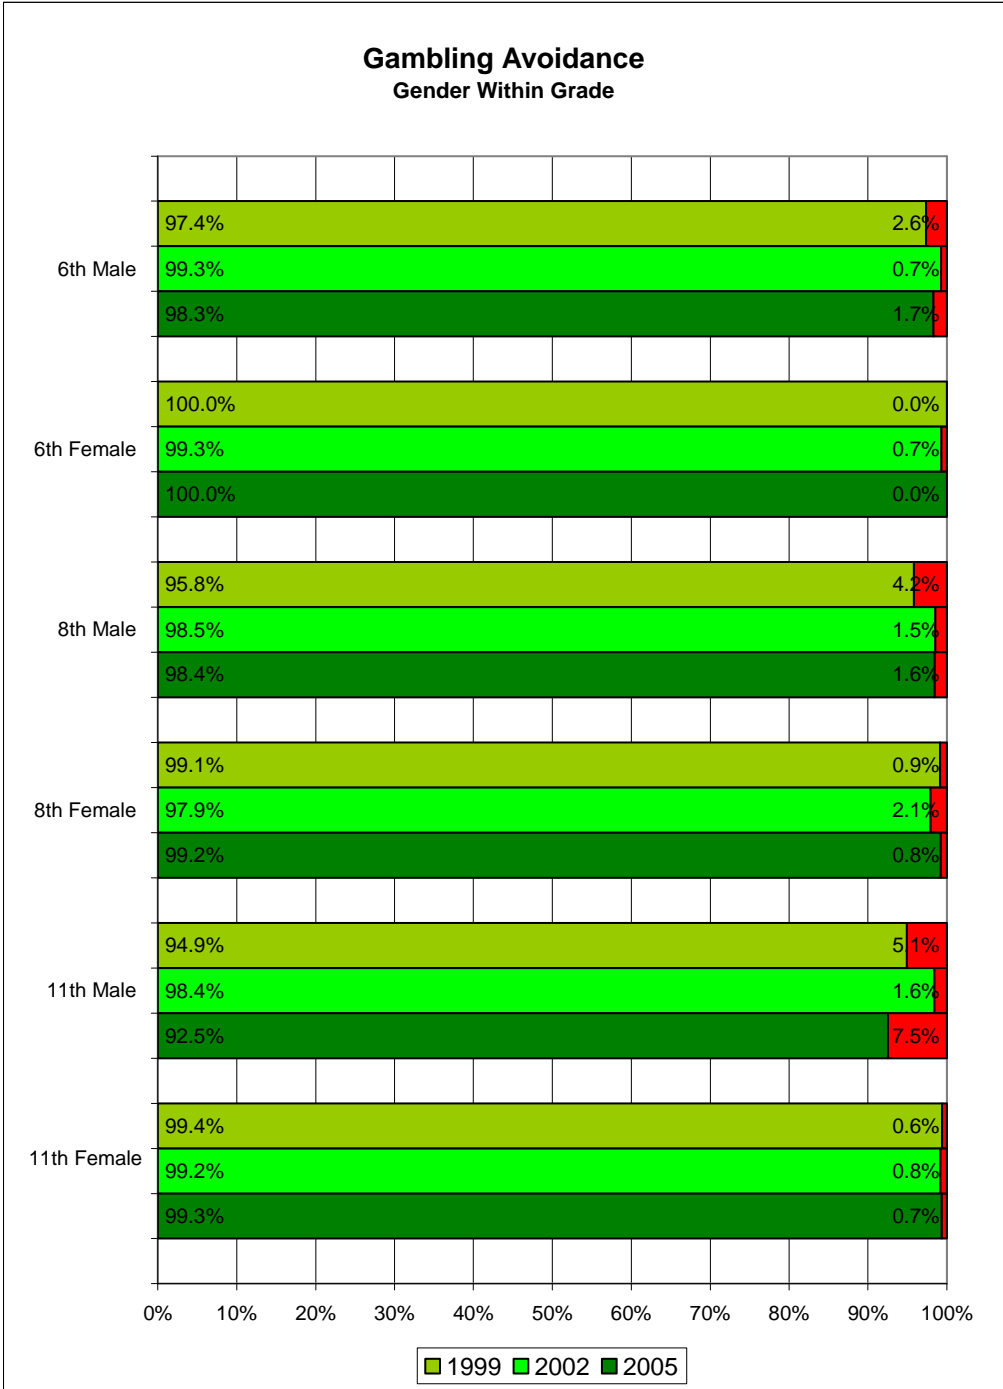 Gambling Avoidance
Gender Within Grade
97.4% 2.6%
6th Male 99.3% 0.7%
98.3% 1.7%
100.0% 0.0%
6th Female 99.3% 0.7%
100.0% 0.0%
95.8% 4.2%
8th Male 98.5% 1.5%
98.4% 1.6%
99.1% 0.9%
8th Female 97.9% 2.1%
99.2% 0.8%
94.9% 5.1%
11th Male 98.4% 1.6%
92.5% 7.5%
99.4% 0.6%
11th Female 99.2% 0.8%
99.3% 0.7%
0% 10% 20% 30% 40% 50% 60% 70% 80% 90% 100%
1999 2002 2005